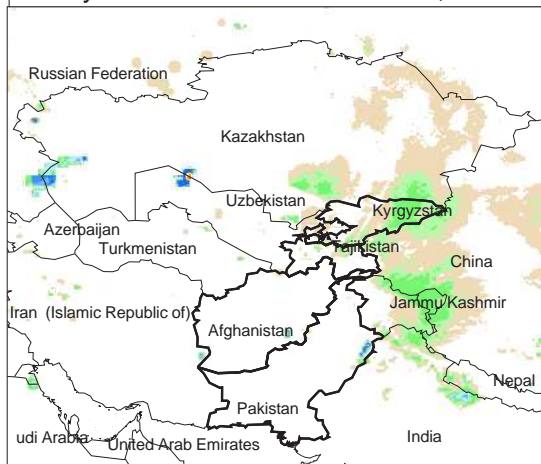 Russian Federation
Kazakhstan
Uzbekistan
Kyrgyzstan
Azerbaijan
Turkmenistan
Tajikistan
China
Iran (Islamic Republic of)
Jammu Kashmir
Afghanistan
Nepal
Pakistan
udi Arabia
United Arab Emirates
India